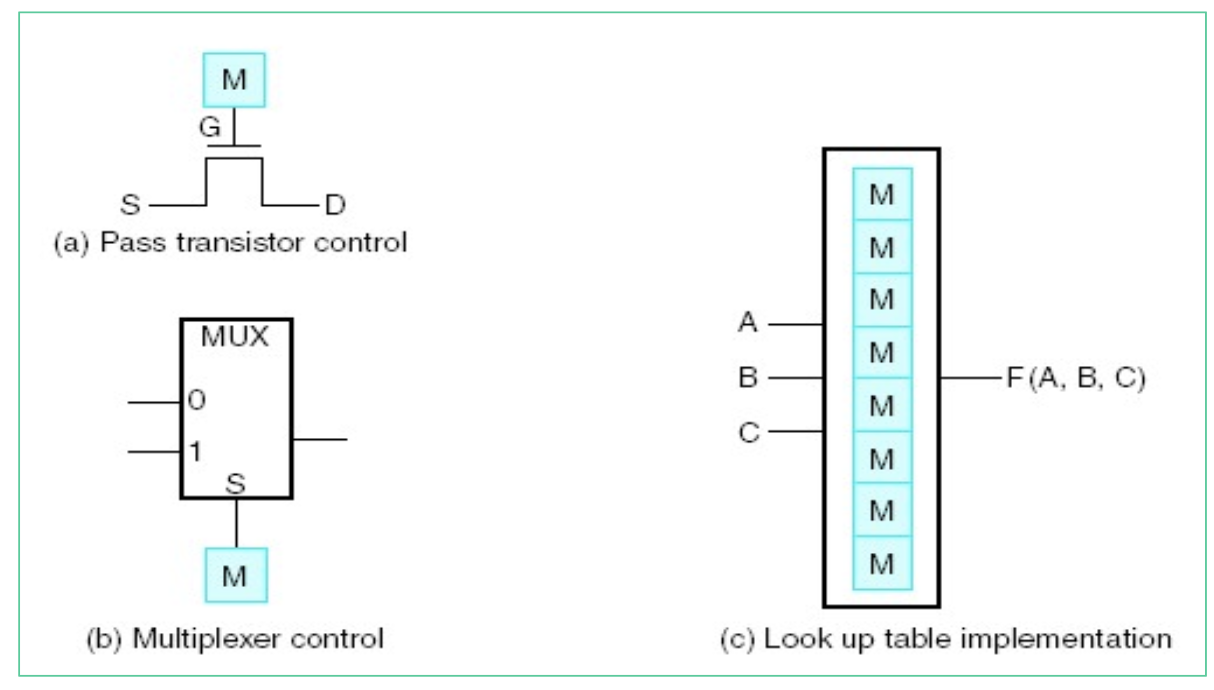 M
G
S D
(a) Pass transistor control
MUX
0
1
S
M
(b) Multiplexer control
M
M
M
M
M
M
M
M
A
B
C
F(A, B, C)
(c) Look up table implementation